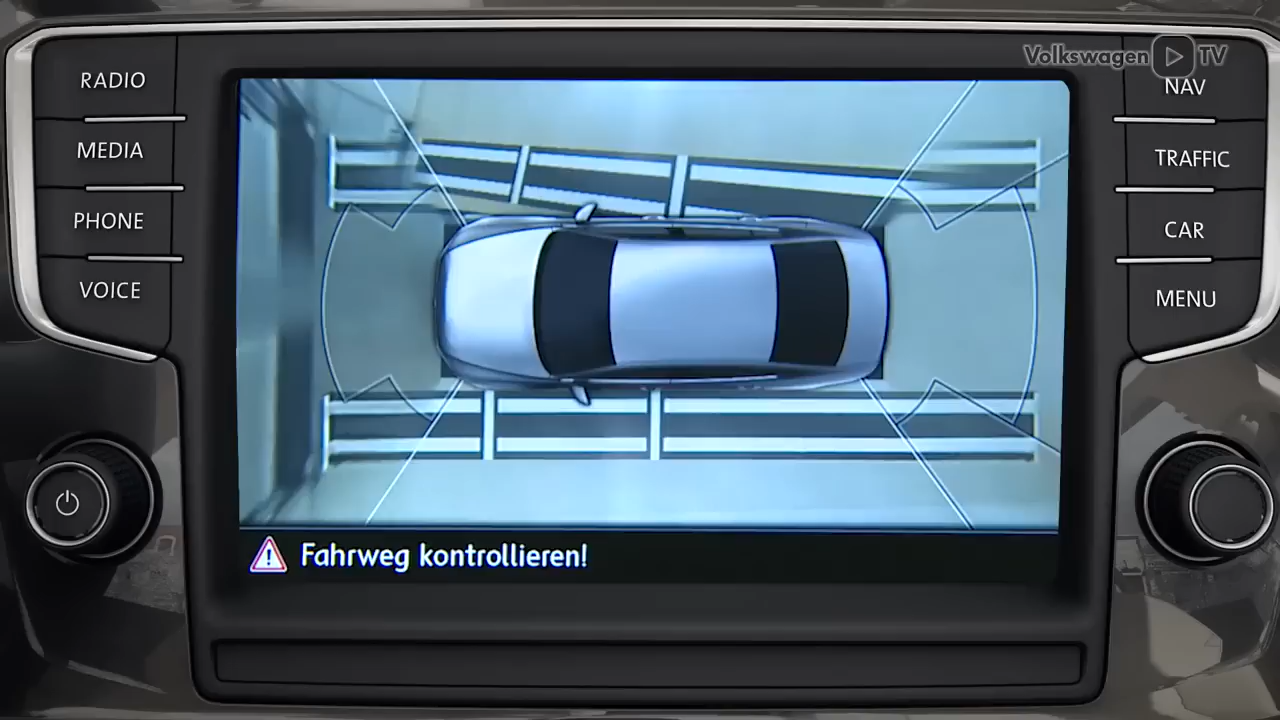 Volkswagen TV
RADIO
MEDIA
PHONE
VOICE
NAV
TRAFFIC
CAR
MENU
Fahrweg kontrollieren!